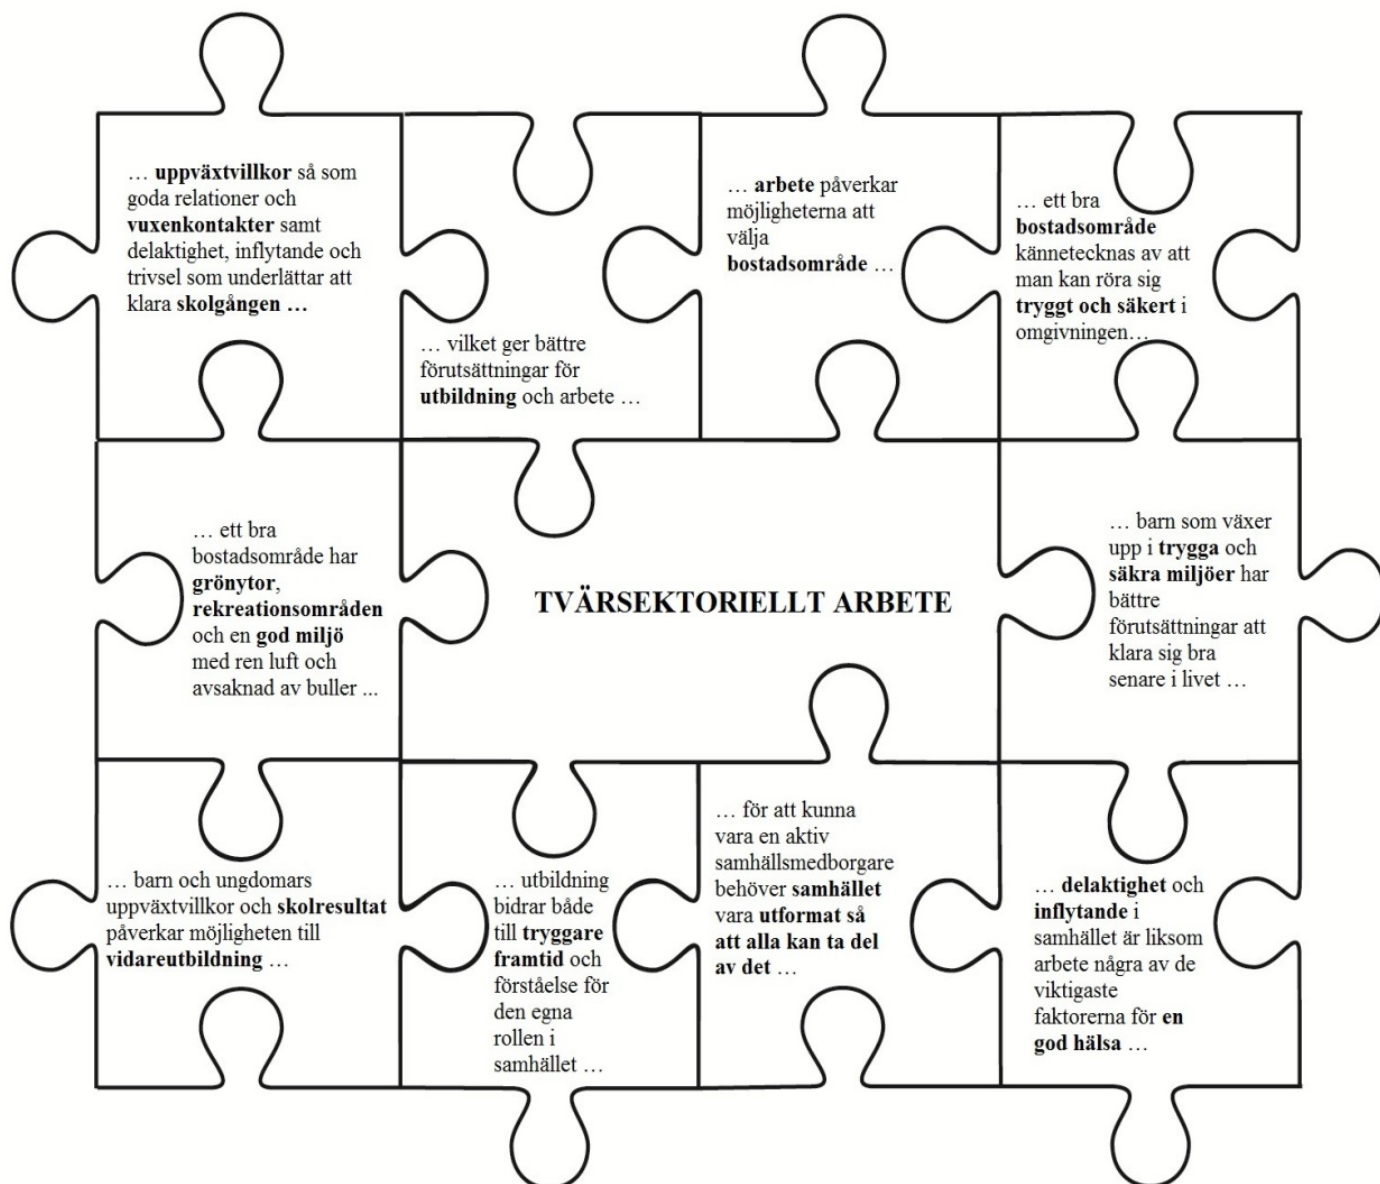 … uppväxtvillkor så som
goda relationer och
vuxenkontakter samt
delaktighet, inflytande och
trivsel som underlättar att
klara skolgången …
… vilket ger bättre
förutsättningar för
utbildning och arbete …
… arbete påverkar
möjligheterna att
välja
bostadsområde …
… ett bra
bostadsområde
kännetecknas av att
man kan röra sig
tryggt och säkert i
omgivningen…
… ett bra
bostadsområde har
grönytor,
rekreationsområden
och en god miljö
med ren luft och
avsaknad av buller ...
TVÄRSEKTORIELLT ARBETE
… barn som växer
upp i trygga och
säkra miljöer har
bättre
förutsättningar att
klara sig bra
senare i livet …
… barn och ungdomars
uppväxtvillkor och skolresultat
påverkar möjligheten till
vidareutbildning …
… utbildning
bidrar både
till tryggare
framtid och
förståelse för
den egna
rollen i
samhället …
… för att kunna
vara en aktiv
samhällsmedborgare
behöver samhället
vara utformat så
att alla kan ta del
av det …
… delaktighet och
inflytande i
samhället är liksom
arbete några av de
viktigaste
faktorerna för en
god hälsa …